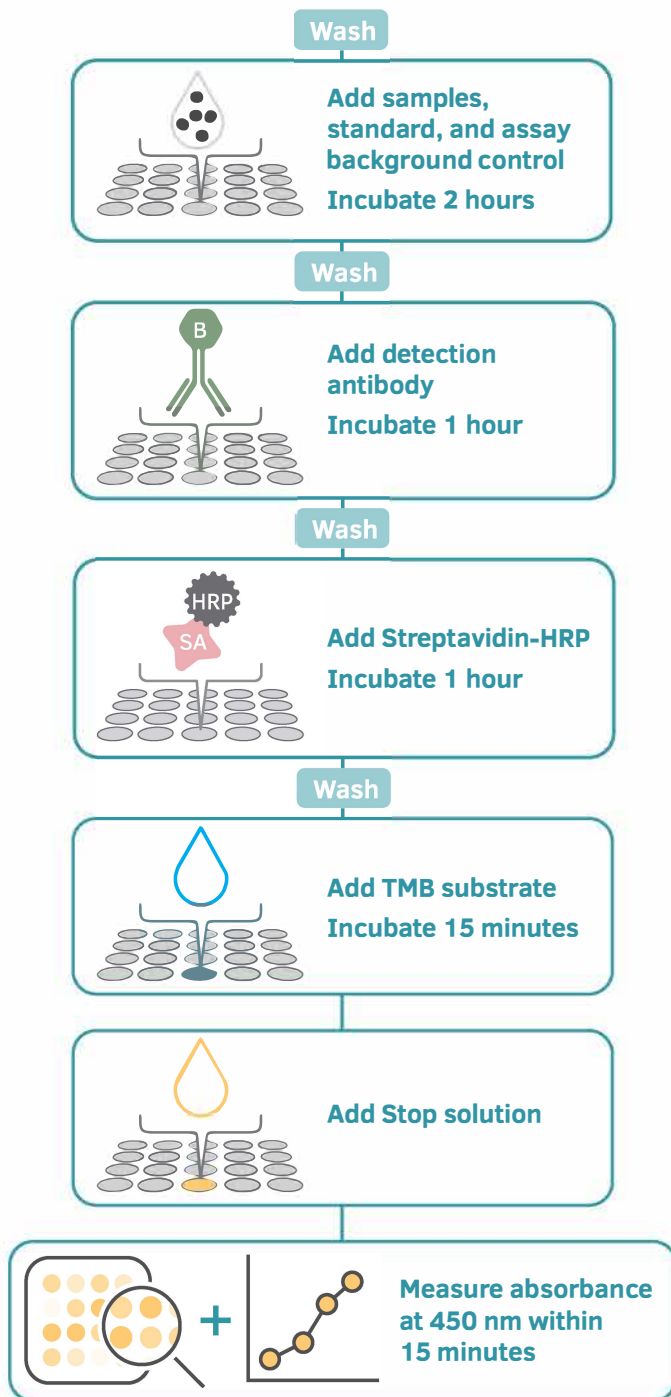 Wash
Add samples,
standard, and assay
background control
Incubate 2 hours
Wash
B
Add detection
antibody
Incubate 1 hour
Wash
HRP
SA
Add Streptavidin-HRP
Incubate 1 hour
Wash
Add TMB substrate
Incubate 15 minutes
Add Stop solution
+
Measure absorbance
at 450 nm within
15 minutes